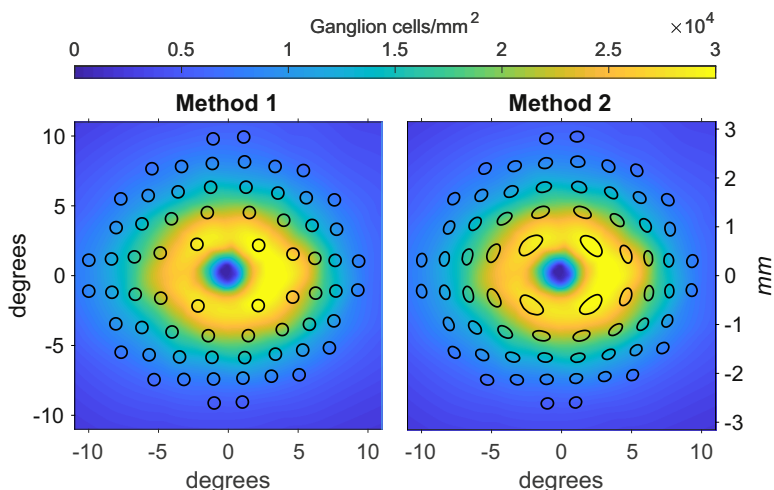 Ganglion cells/mm²
×10⁴
0 0.5 1 1.5 2 2.5 3
Method 1 Method 2
10 5 0 -5 -10
degrees
-10 -5 0 5 10
degrees
-10 -5 0 5 10
degrees
3 2 1 0 -1 -2 -3
mm